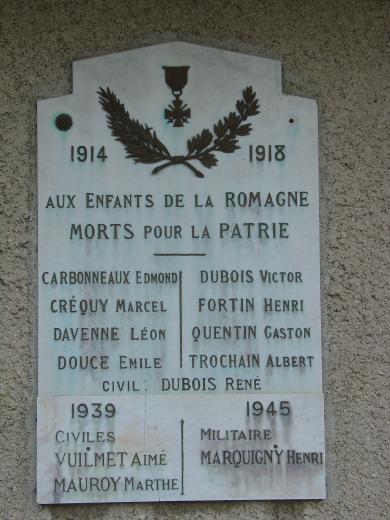 1914 1918
AUX ENFANTS DE LA ROMAGNE
MORTS POUR LA PATRIE
CARBONNEAUX EDMOND DUBOIS VICTOR
CRÉQUY MARCEL FORTIN HENRI
DAVENNE LÉON QUENTIN GASTON
DOUCE EMILE TROCHAIN ALBERT
CIVIL: DUBOIS RENÉ
1939 1945
CIVILES MILITAIRE
VUILMET AIMÉ MARQUIGNY HENRI
MAUROY MARTHE